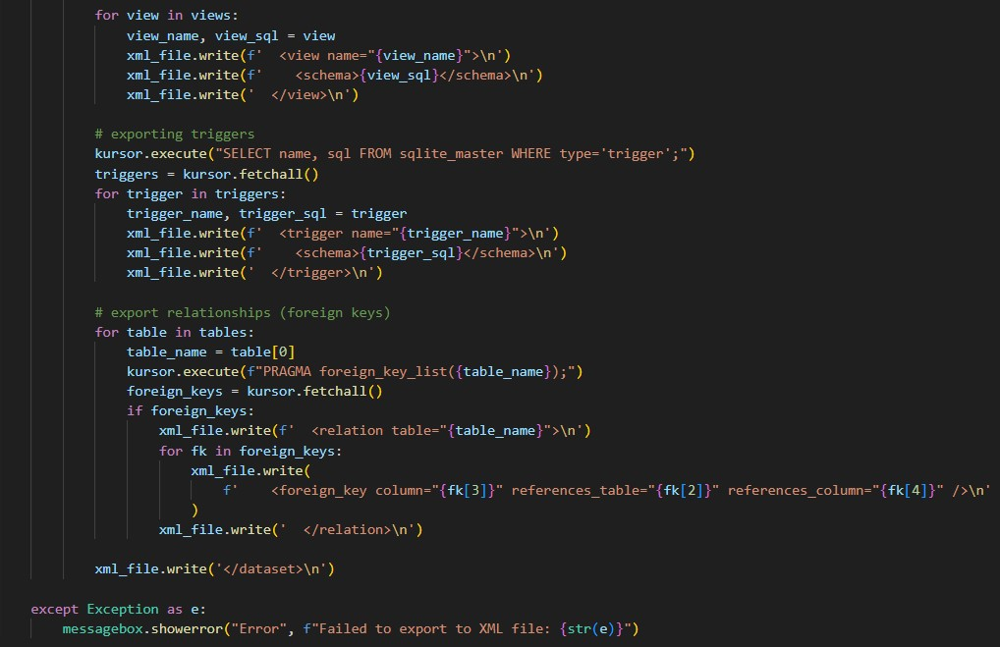 for view in views:
    view_name, view_sql = view
    xml_file.write(f'  <view name="{view_name}">\n')
    xml_file.write(f'    <schema>{view_sql}</schema>\n')
    xml_file.write('  </view>\n')

# exporting triggers
kursor.execute("SELECT name, sql FROM sqlite_master WHERE type='trigger';")
triggers = kursor.fetchall()
for trigger in triggers:
    trigger_name, trigger_sql = trigger
    xml_file.write(f'  <trigger name="{trigger_name}">\n')
    xml_file.write(f'    <schema>{trigger_sql}</schema>\n')
    xml_file.write('  </trigger>\n')

# export relationships (foreign keys)
for table in tables:
    table_name = table[0]
    kursor.execute(f"PRAGMA foreign_key_list({table_name});")
    foreign_keys = kursor.fetchall()
    if foreign_keys:
        xml_file.write(f'  <relation table="{table_name}">\n')
        for fk in foreign_keys:
            xml_file.write(
                f'    <foreign_key column="{fk[3]}" references_table="{fk[2]}" references_column="{fk[4]}" />\n'
            )
        xml_file.write('  </relation>\n')

xml_file.write('</dataset>\n')

except Exception as e:
    messagebox.showerror("Error", f"Failed to export to XML file: {str(e)}")